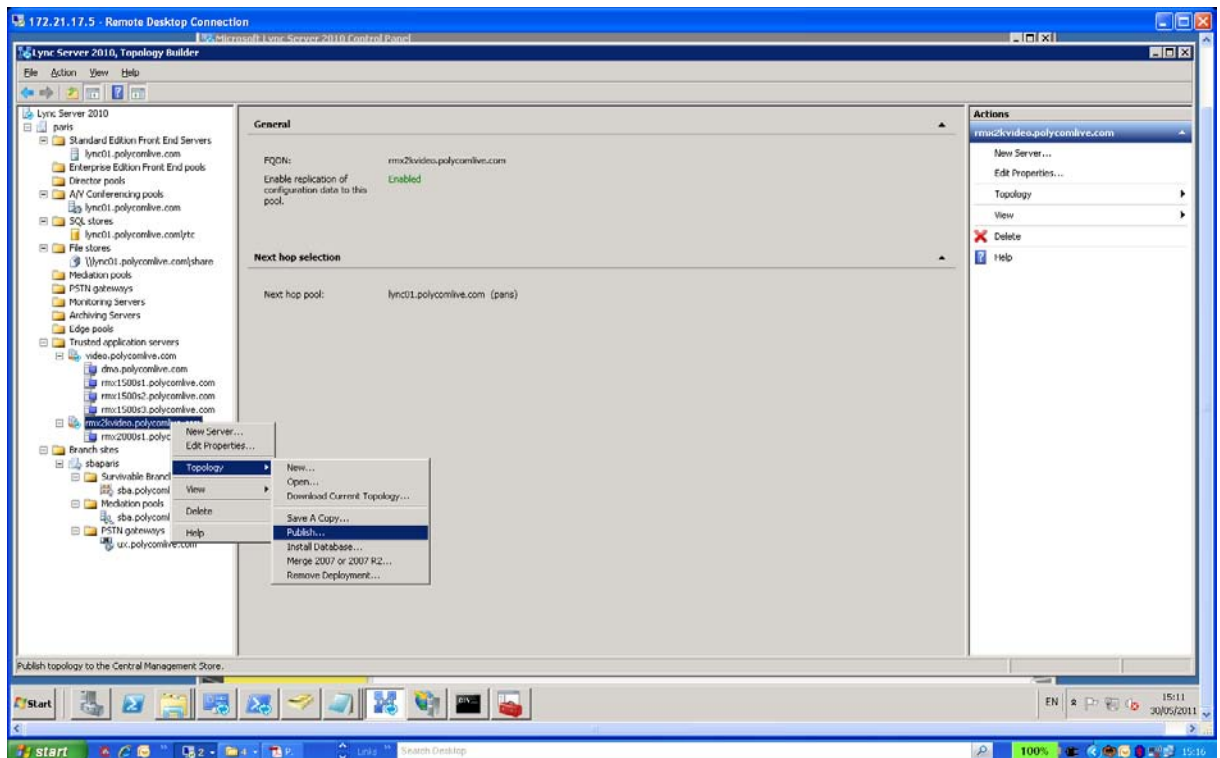 172.21.17.5 - Remote Desktop Connection
Microsoft Lync Server 2010 Control Panel
Lync Server 2010, Topology Builder
File Action View Help
Lync Server 2010
paris
Standard Edition Front End Servers
lync01.polycomlive.com
Enterprise Edition Front End pools
Director pools
A/V Conferencing pools
lync01.polycomlive.com
SQL stores
lync01.polycomlive.com\rtc
File stores
\\lync01.polycomlive.com\share
Mediation pools
PSTN gateways
Monitoring Servers
Archiving Servers
Edge pools
Trusted application servers
video.polycomlive.com
dma.polycomlive.com
rmx1500s1.polycomlive.com
rmx1500s2.polycomlive.com
rmx1500s3.polycomlive.com
rmx2kvideo.polycomlive.com
rmx2000s1.polyc
Branch sites
sbaparis
Survivable Branc
sba.polycoml
Mediation pools
sba.polycoml
PSTN gateways
ux.polycomlive.com
New Server...
Edit Properties...
Topology
View
Delete
Help
New...
Open...
Download Current Topology...
Save A Copy...
Publish...
Install Database...
Merge 2007 or 2007 R2...
Remove Deployment...
General
FQDN: rmx2kvideo.polycomlive.com
Enable replication of configuration data to this pool. Enabled
Next hop selection
Next hop pool: lync01.polycomlive.com (paris)
Actions
rmx2kvideo.polycomlive.com
New Server...
Edit Properties...
Topology
View
Delete
Help
Publish topology to the Central Management Store.
Start
EN
15:11
30/05/2011
start
2
4
P.
Links
Search Desktop
100%
15:16